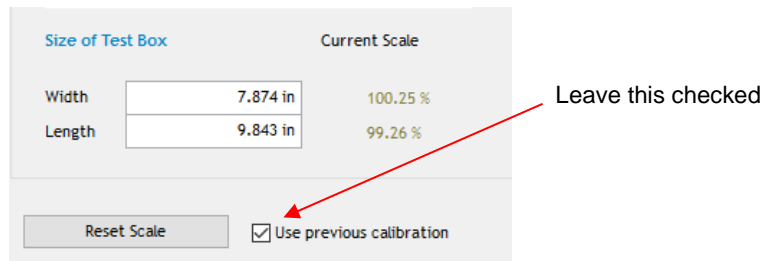 Size of Test Box Current Scale
Width 7.874 in 100.25 % Leave this checked
Length 9.843 in 99.26 %
Reset Scale Use previous calibration